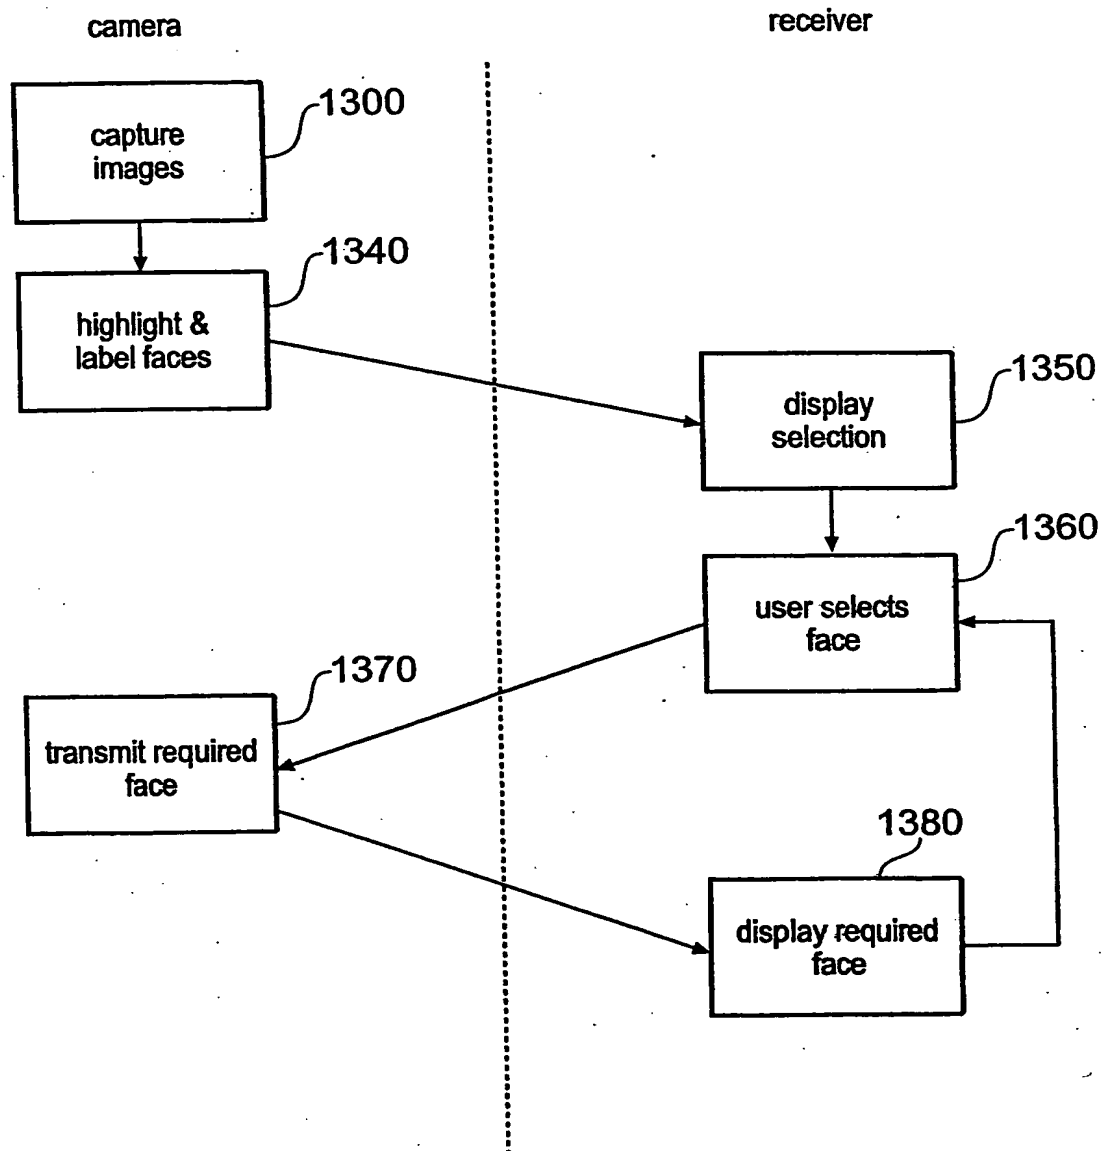 camera
receiver
1300
capture
images
1340
highlight &
label faces
1350
display
selection
1360
user selects
face
1370
transmit required
face
1380
display required
face